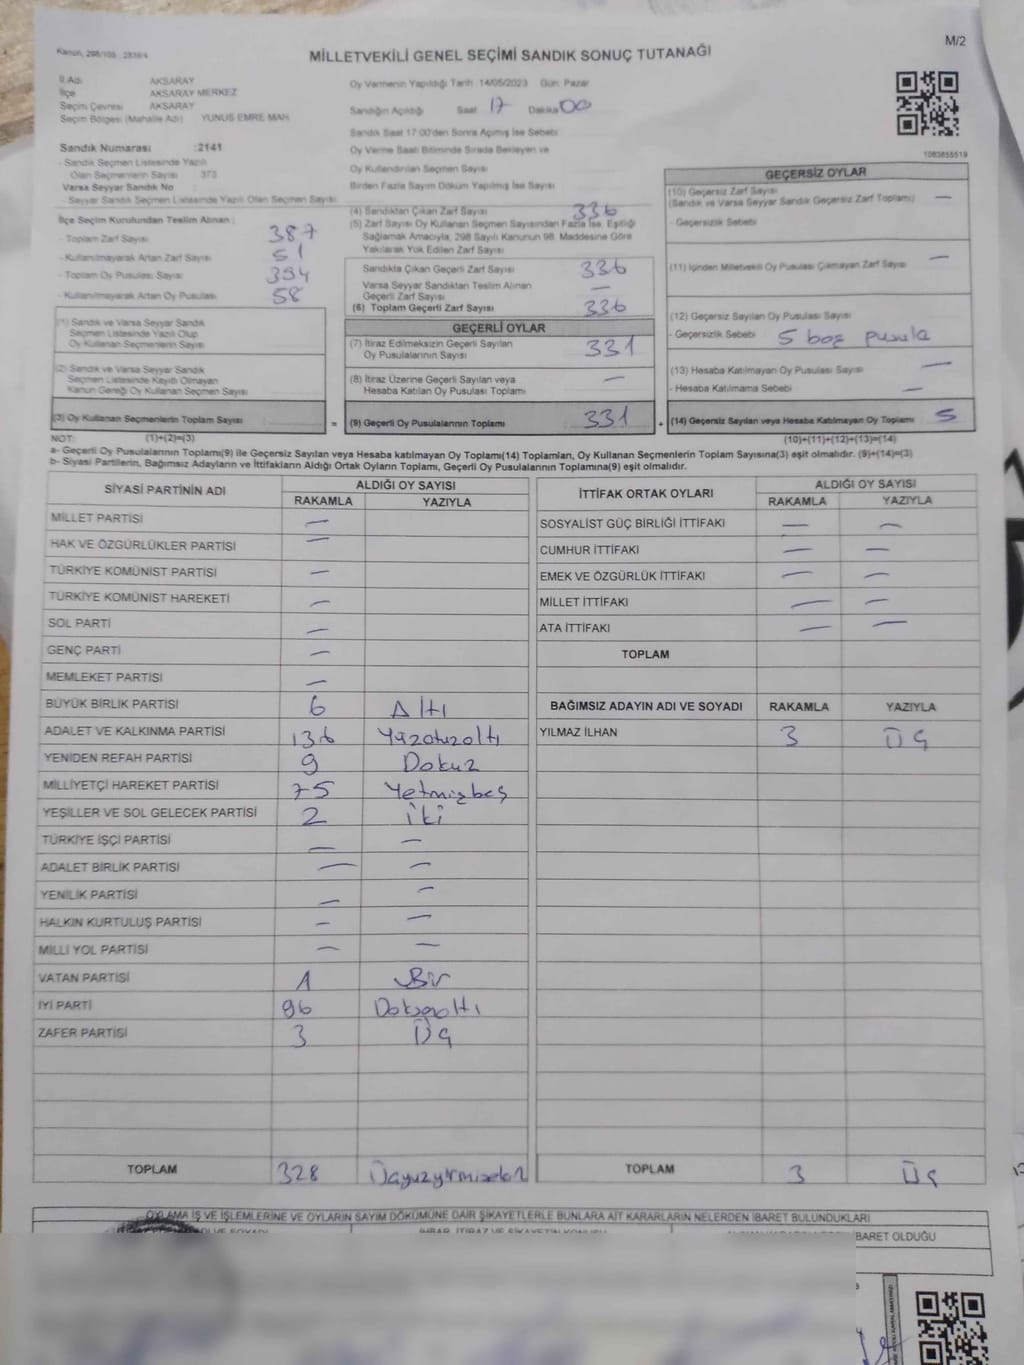 Kanun, 298/105 - 2839/4
M/2
MİLLETVEKİLİ GENEL SEÇİMİ SANDIK SONUÇ TUTANAĞI
İl Adı AKSARAY
İlçe AKSARAY MERKEZ
Seçim Çevresi AKSARAY
Seçim Bölgesi (Mahalle Adı) YUNUS EMRE MAH.
Sandık Numarası :2141
- Sandık Seçmen Listesinde Yazılı
Olan Seçmenlerin Sayısı 373
Varsa Seyyar Sandık No
- Seyyar Sandık Seçmen Listesinde Yazılı Olan Seçmen Sayısı
İlçe Seçim Kurulundan Teslim Alınan :
- Toplam Zarf Sayısı 387
- Kullanılmayarak Artan Zarf Sayısı 51
- Toplam Oy Pusulası Sayısı 394
- Kullanılmayarak Artan Oy Pusulası 58
(1) Sandık ve Varsa Seyyar Sandık
Seçmen Listesinde Yazılı Olup
Oy Kullanan Seçmenlerin Sayısı
(2) Sandık ve Varsa Seyyar Sandık
Seçmen Listesinde Kayıtlı Olmayan
Kanun Gereği Oy Kullanan Seçmen Sayısı
(3) Oy Kullanan Seçmenlerin Toplam Sayısı
Oy Vermenin Yapıldığı Tarih :14/05/2023 Gün: Pazar
Sandığın Açıldığı Saat 17 Dakika 00
Sandık Saat 17:00'den Sonra Açılmış İse Sebebi
Oy Verme Saati Bitiminde Sırada Bekleyen ve
Oy Kullandırılan Seçmen Sayısı
Birden Fazla Sayım Döküm Yapılmış İse Sayısı
(4) Sandıktan Çıkan Zarf Sayısı 336
(5) Zarf Sayısı Oy Kullanan Seçmen Sayısından Fazla İse, Eşitliği
Sağlamak Amacıyla, 298 Sayılı Kanunun 98. Maddesine Göre
Yakılarak Yok Edilen Zarf Sayısı
Sandıkta Çıkan Geçerli Zarf Sayısı 336
Varsa Seyyar Sandıktan Teslim Alınan
Geçerli Zarf Sayısı —
(6) Toplam Geçerli Zarf Sayısı 336
GEÇERLİ OYLAR
(7) İtiraz Edilmeksizin Geçerli Sayılan
Oy Pusulalarının Sayısı 331
(8) İtiraz Üzerine Geçerli Sayılan veya
Hesaba Katılan Oy Pusulası Toplamı —
= (9) Geçerli Oy Pusulalarının Toplamı 331
1083855519
GEÇERSİZ OYLAR
(10) Geçersiz Zarf Sayısı
(Sandık ve Varsa Seyyar Sandık Geçersiz Zarf Toplamı) —
- Geçersizlik Sebebi
(11) İçinden Milletvekili Oy Pusulası Çıkmayan Zarf Sayısı —
(12) Geçersiz Sayılan Oy Pusulası Sayısı
- Geçersizlik Sebebi 5 boş pusula
(13) Hesaba Katılmayan Oy Pusulası Sayısı —
- Hesaba Katılmama Sebebi —
+ (14) Geçersiz Sayılan veya Hesaba Katılmayan Oy Toplamı 5
NOT: (1)+(2)=(3)
(10)+(11)+(12)+(13)=(14)
a- Geçerli Oy Pusulalarının Toplamı(9) ile Geçersiz Sayılan veya Hesaba katılmayan Oy Toplamı(14) Toplamları, Oy Kullanan Seçmenlerin Toplam Sayısına(3) eşit olmalıdır. (9)+(14)=(3)
b- Siyasi Partilerin, Bağımsız Adayların ve İttifakların Aldığı Ortak Oyların Toplamı, Geçerli Oy Pusulalarının Toplamına(9) eşit olmalıdır.
SİYASİ PARTİNİN ADI ALDIĞI OY SAYISI
RAKAMLA YAZIYLA
MİLLET PARTİSİ —
HAK VE ÖZGÜRLÜKLER PARTİSİ —
TÜRKİYE KOMÜNİST PARTİSİ —
TÜRKİYE KOMÜNİST HAREKETİ —
SOL PARTİ —
GENÇ PARTİ —
MEMLEKET PARTİSİ —
BÜYÜK BİRLİK PARTİSİ 6 Altı
ADALET VE KALKINMA PARTİSİ 136 Yüzotuzaltı
YENİDEN REFAH PARTİSİ 9 Dokuz
MİLLİYETÇİ HAREKET PARTİSİ 75 Yetmişbeş
YEŞİLLER VE SOL GELECEK PARTİSİ 2 İki
TÜRKİYE İŞÇİ PARTİSİ — —
ADALET BİRLİK PARTİSİ — —
YENİLİK PARTİSİ — —
HALKIN KURTULUŞ PARTİSİ — —
MİLLİ YOL PARTİSİ — —
VATAN PARTİSİ 1 Bir
İYİ PARTİ 96 Doksanaltı
ZAFER PARTİSİ 3 Üç
TOPLAM 328 Üçyüzyirmisekiz
İTTİFAK ORTAK OYLARI ALDIĞI OY SAYISI
RAKAMLA YAZIYLA
SOSYALİST GÜÇ BİRLİĞİ İTTİFAKI — —
CUMHUR İTTİFAKI — —
EMEK VE ÖZGÜRLÜK İTTİFAKI — —
MİLLET İTTİFAKI — —
ATA İTTİFAKI — —
TOPLAM
BAĞIMSIZ ADAYIN ADI VE SOYADI RAKAMLA YAZIYLA
YILMAZ İLHAN 3 Üç
TOPLAM 3 Üç
OYLAMA İŞ VE İŞLEMLERİNE VE OYLARIN SAYIM DÖKÜMÜNE DAİR ŞİKAYETLERLE BUNLARA AİT KARARLARIN NELERDEN İBARET BULUNDUKLARI
BARET OLDUĞU